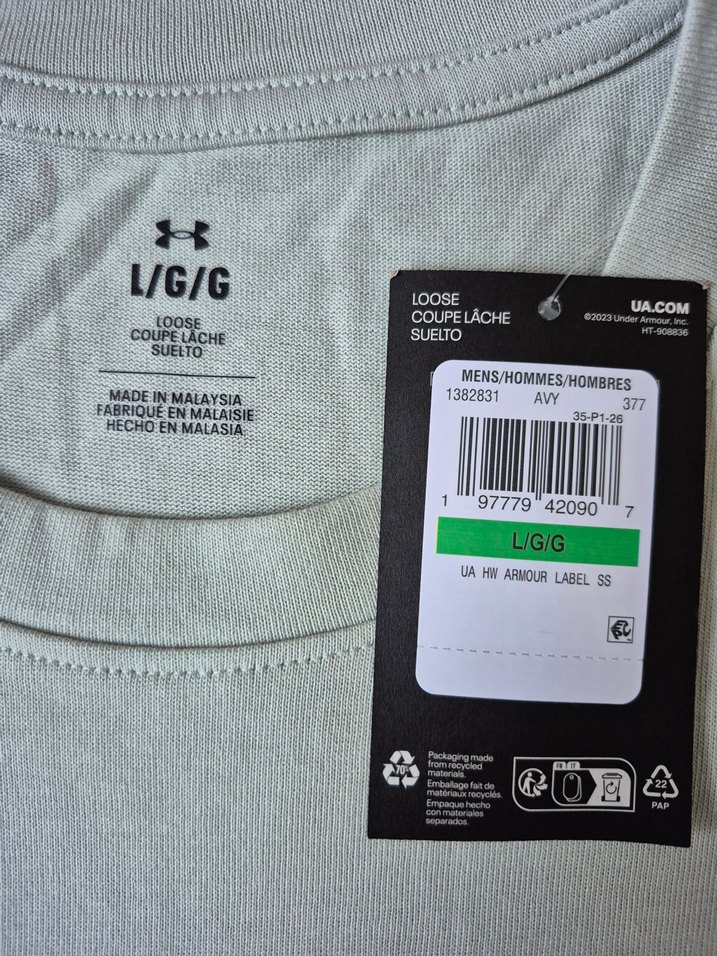 L/G/G
LOOSE
COUPE LÂCHE
SUELTO
MADE IN MALAYSIA
FABRIQUÉ EN MALAISIE
HECHO EN MALASIA
LOOSE
COUPE LÂCHE
SUELTO
UA.COM
©2023 Under Armour, Inc.
HT-908836
MENS/HOMMES/HOMBRES
1382831 AVY 377
35-P1-26
1 97779 42090 7
L/G/G
UA HW ARMOUR LABEL SS
70%
Packaging made
from recycled
materials.
Emballage fait de
matériaux recyclés.
Empaque hecho
con materiales
separados.
FR IT
22
PAP